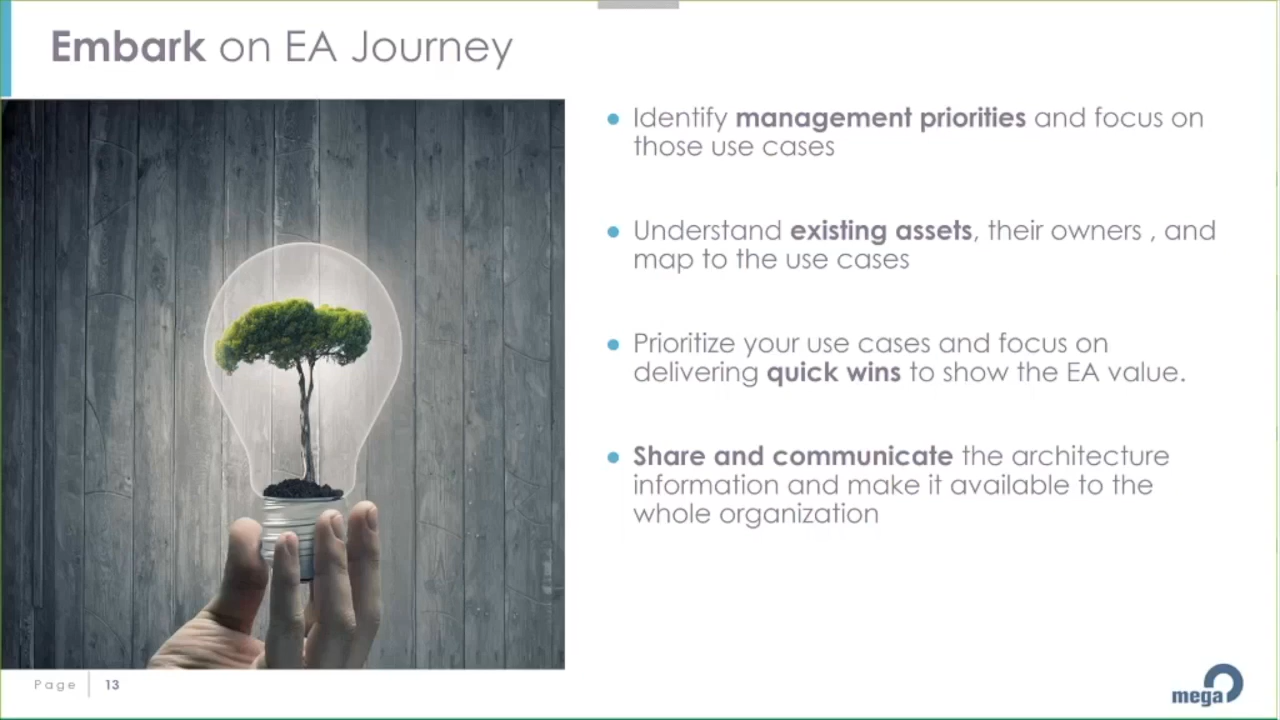 Embark on EA Journey
Identify management priorities and focus on
those use cases
Understand existing assets, their owners , and
map to the use cases
Prioritize your use cases and focus on
delivering quick wins to show the EA value.
Share and communicate the architecture
information and make it available to the
whole organization
Page 13
mega